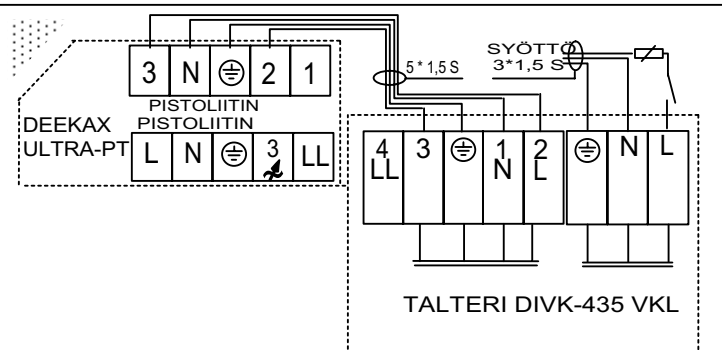 3 N 2 1
PISTOLIITIN
DEEKAX PISTOLIITIN
ULTRA-PT
L N 3 LL
5 * 1,5 S
SYÖTTÖ
3*1,5 S
4 3 1 2 N L
LL N L
TALTERI DIVK-435 VKL